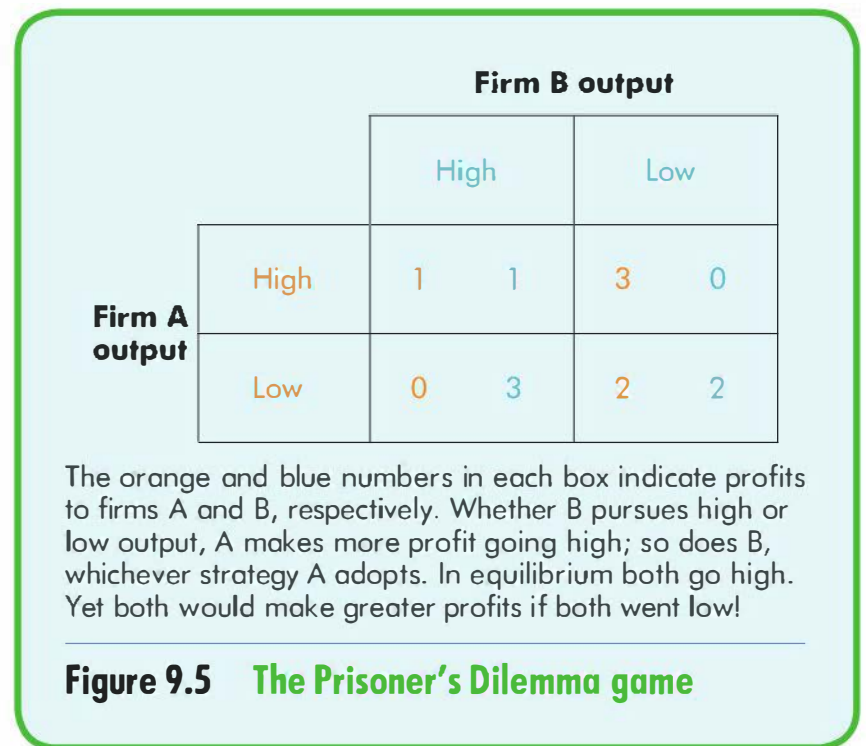 Firm B output
High Low
High 1 1 3 0
Firm A
output
Low 0 3 2 2
The orange and blue numbers in each box indicate profits
to firms A and B, respectively. Whether B pursues high or
low output, A makes more profit going high; so does B,
whichever strategy A adopts. In equilibrium both go high.
Yet both would make greater profits if both went low!
Figure 9.5 The Prisoner's Dilemma game